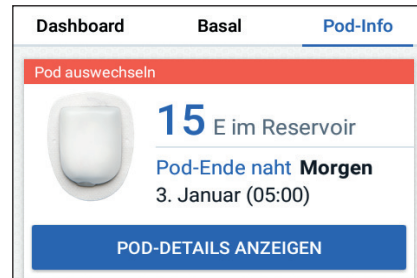 Dashboard Basal Pod-Info
Pod auswechseln
15 E im Reservoir
Pod-Ende naht Morgen
3. Januar (05:00)
POD-DETAILS ANZEIGEN